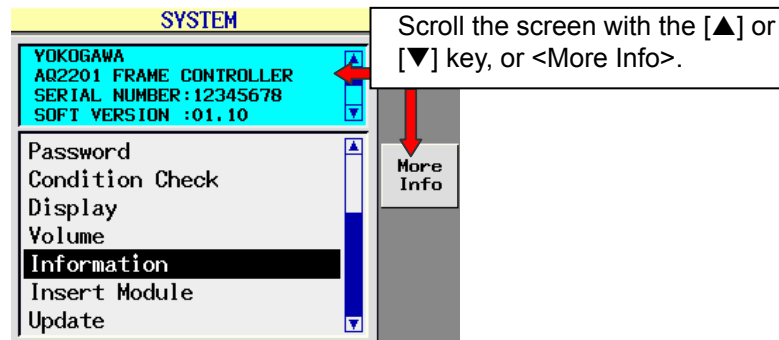 SYSTEM
YOKOGAWA
AQ2201 FRAME CONTROLLER
SERIAL NUMBER:12345678
SOFT VERSION :01.10
Scroll the screen with the [▲] or
[▼] key, or <More Info>.
Password
Condition Check
Display
Volume
Information
Insert Module
Update
More
Info